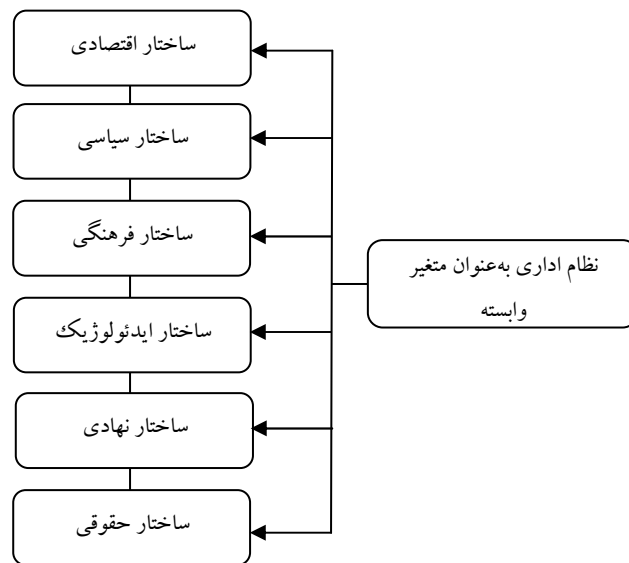 ساختار اقتصادی
ساختار سیاسی
ساختار فرهنگی
ساختار ایدئولوژیک
ساختار نهادی
ساختار حقوقی
نظام اداری به‌عنوان متغیر
وابسته